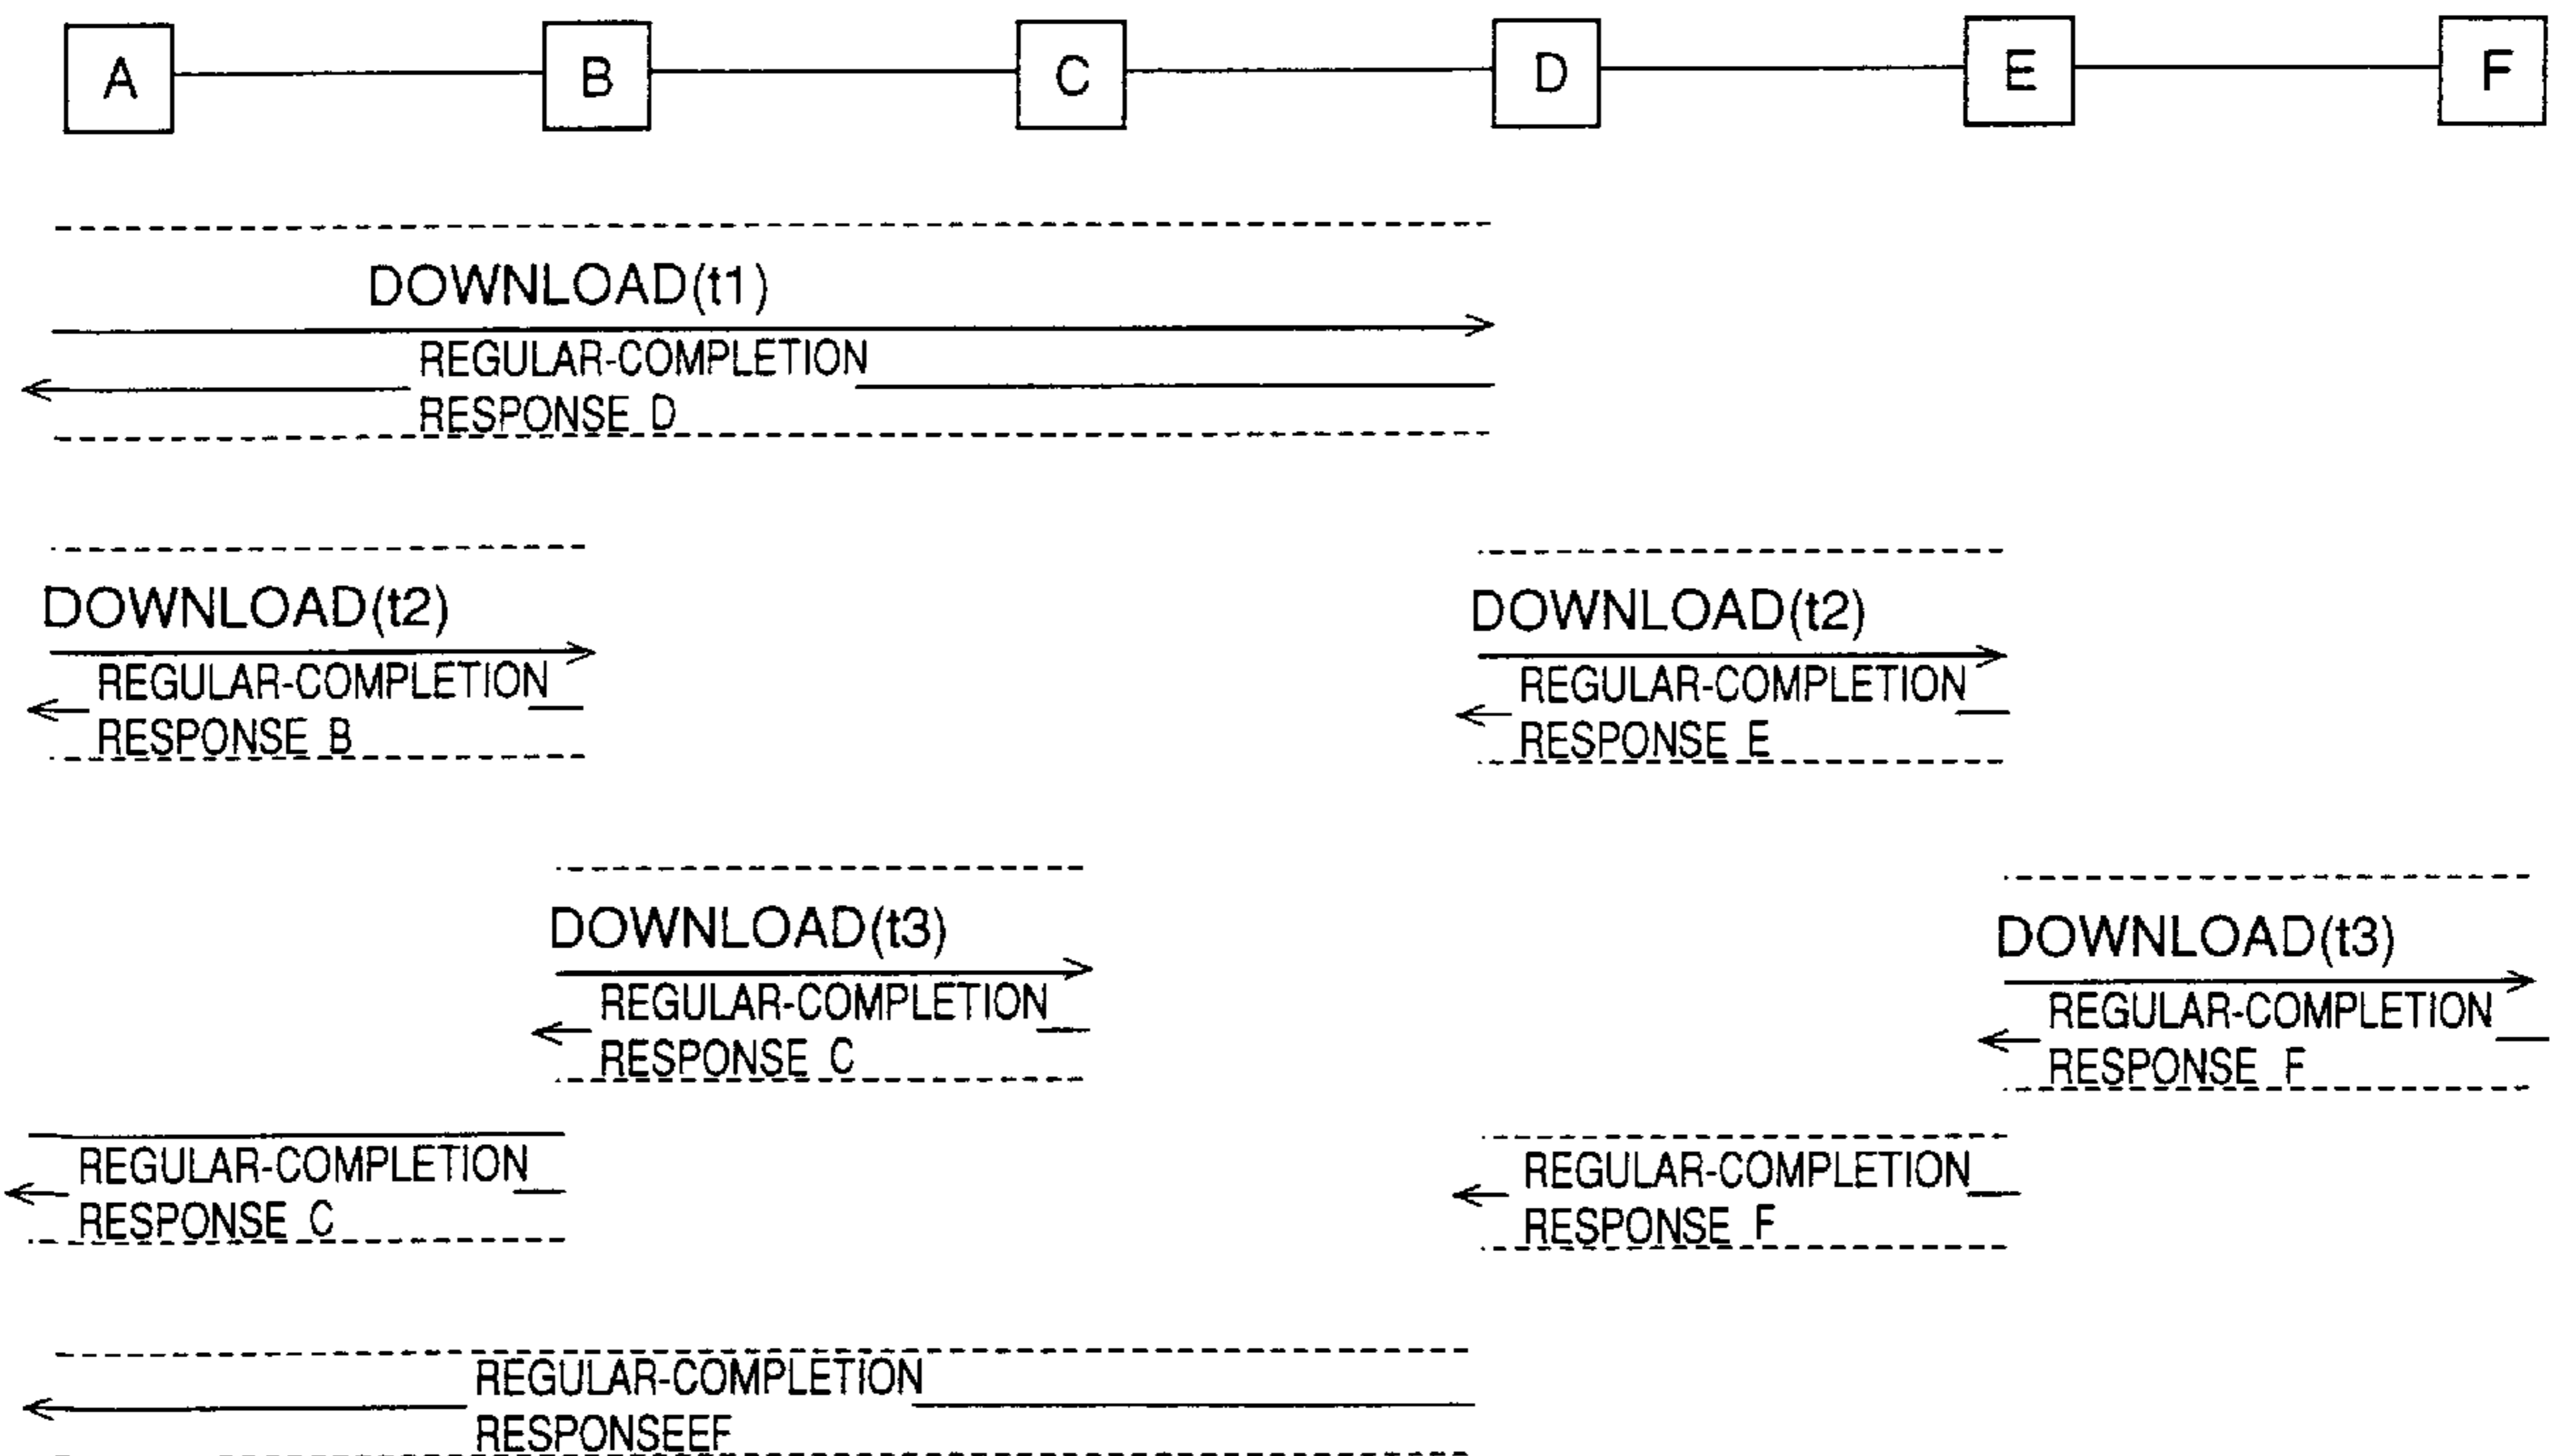 A B C D E F
DOWNLOAD(t1)
REGULAR-COMPLETION
RESPONSE D
DOWNLOAD(t2)
REGULAR-COMPLETION
RESPONSE B
DOWNLOAD(t2)
REGULAR-COMPLETION
RESPONSE E
DOWNLOAD(t3)
REGULAR-COMPLETION
RESPONSE C
DOWNLOAD(t3)
REGULAR-COMPLETION
RESPONSE F
REGULAR-COMPLETION
RESPONSE C
REGULAR-COMPLETION
RESPONSE F
REGULAR-COMPLETION
RESPONSEEF